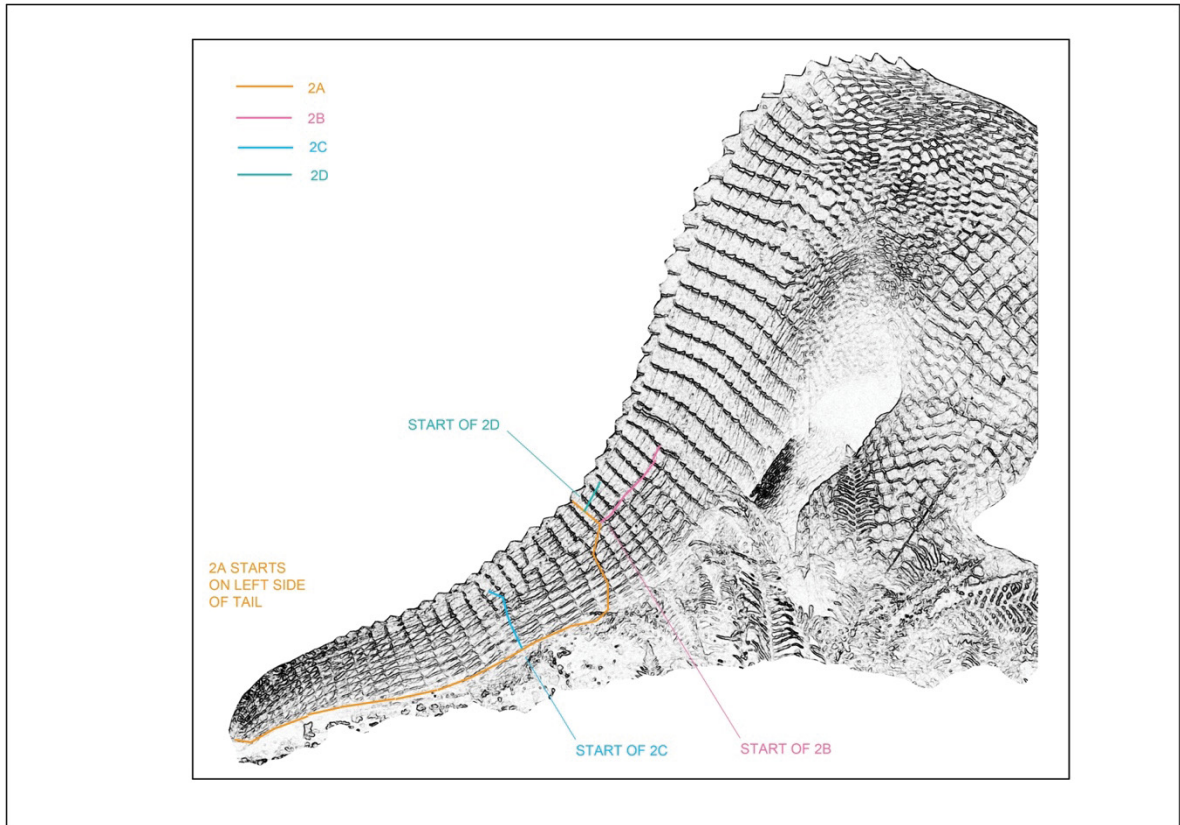 2A
2B
2C
2D
START OF 2D
2A STARTS
ON LEFT SIDE
OF TAIL
START OF 2C
START OF 2B